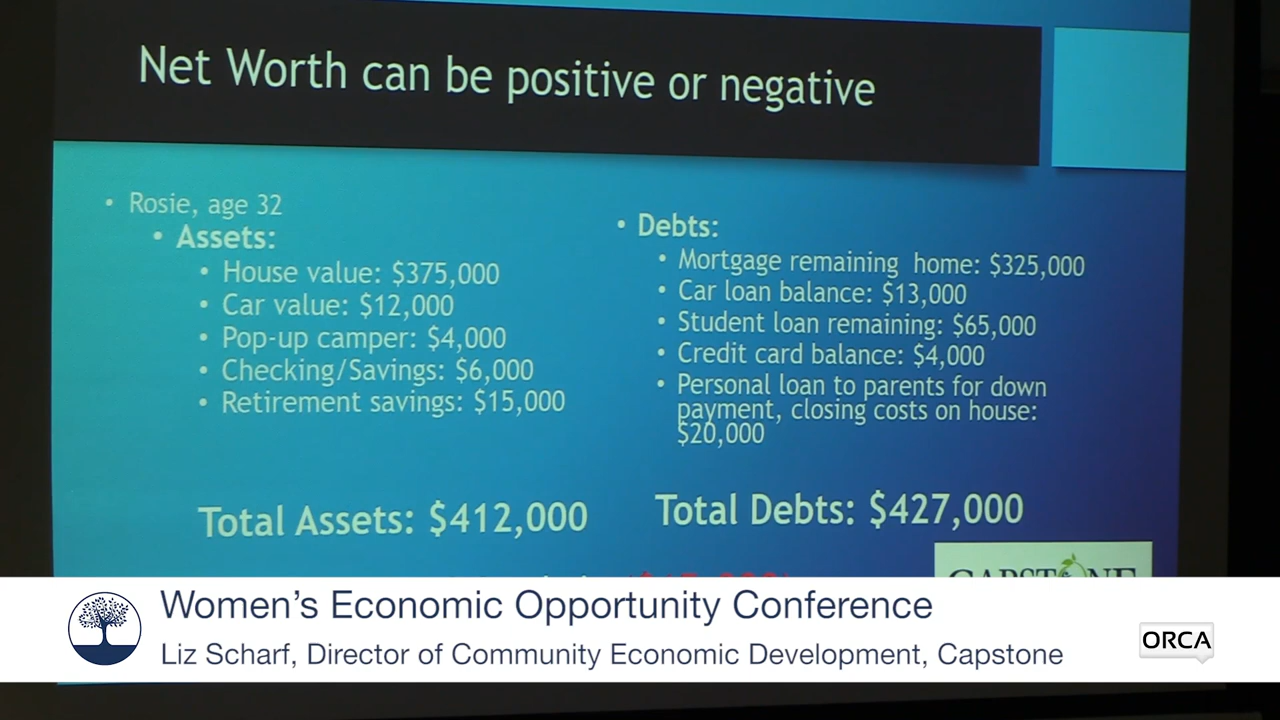 Net Worth can be positive or negative
• Rosie, age 32
• Assets:
• House value: $375,000
• Car value: $12,000
• Pop-up camper: $4,000
• Checking/Savings: $6,000
• Retirement savings: $15,000
Total Assets: $412,000
• Debts:
• Mortgage remaining home: $325,000
• Car loan balance: $13,000
• Student loan remaining: $65,000
• Credit card balance: $4,000
• Personal loan to parents for down
payment, closing costs on house:
$20,000
Total Debts: $427,000
CAPSTONE
Women's Economic Opportunity Conference
Liz Scharf, Director of Community Economic Development, Capstone
ORCA